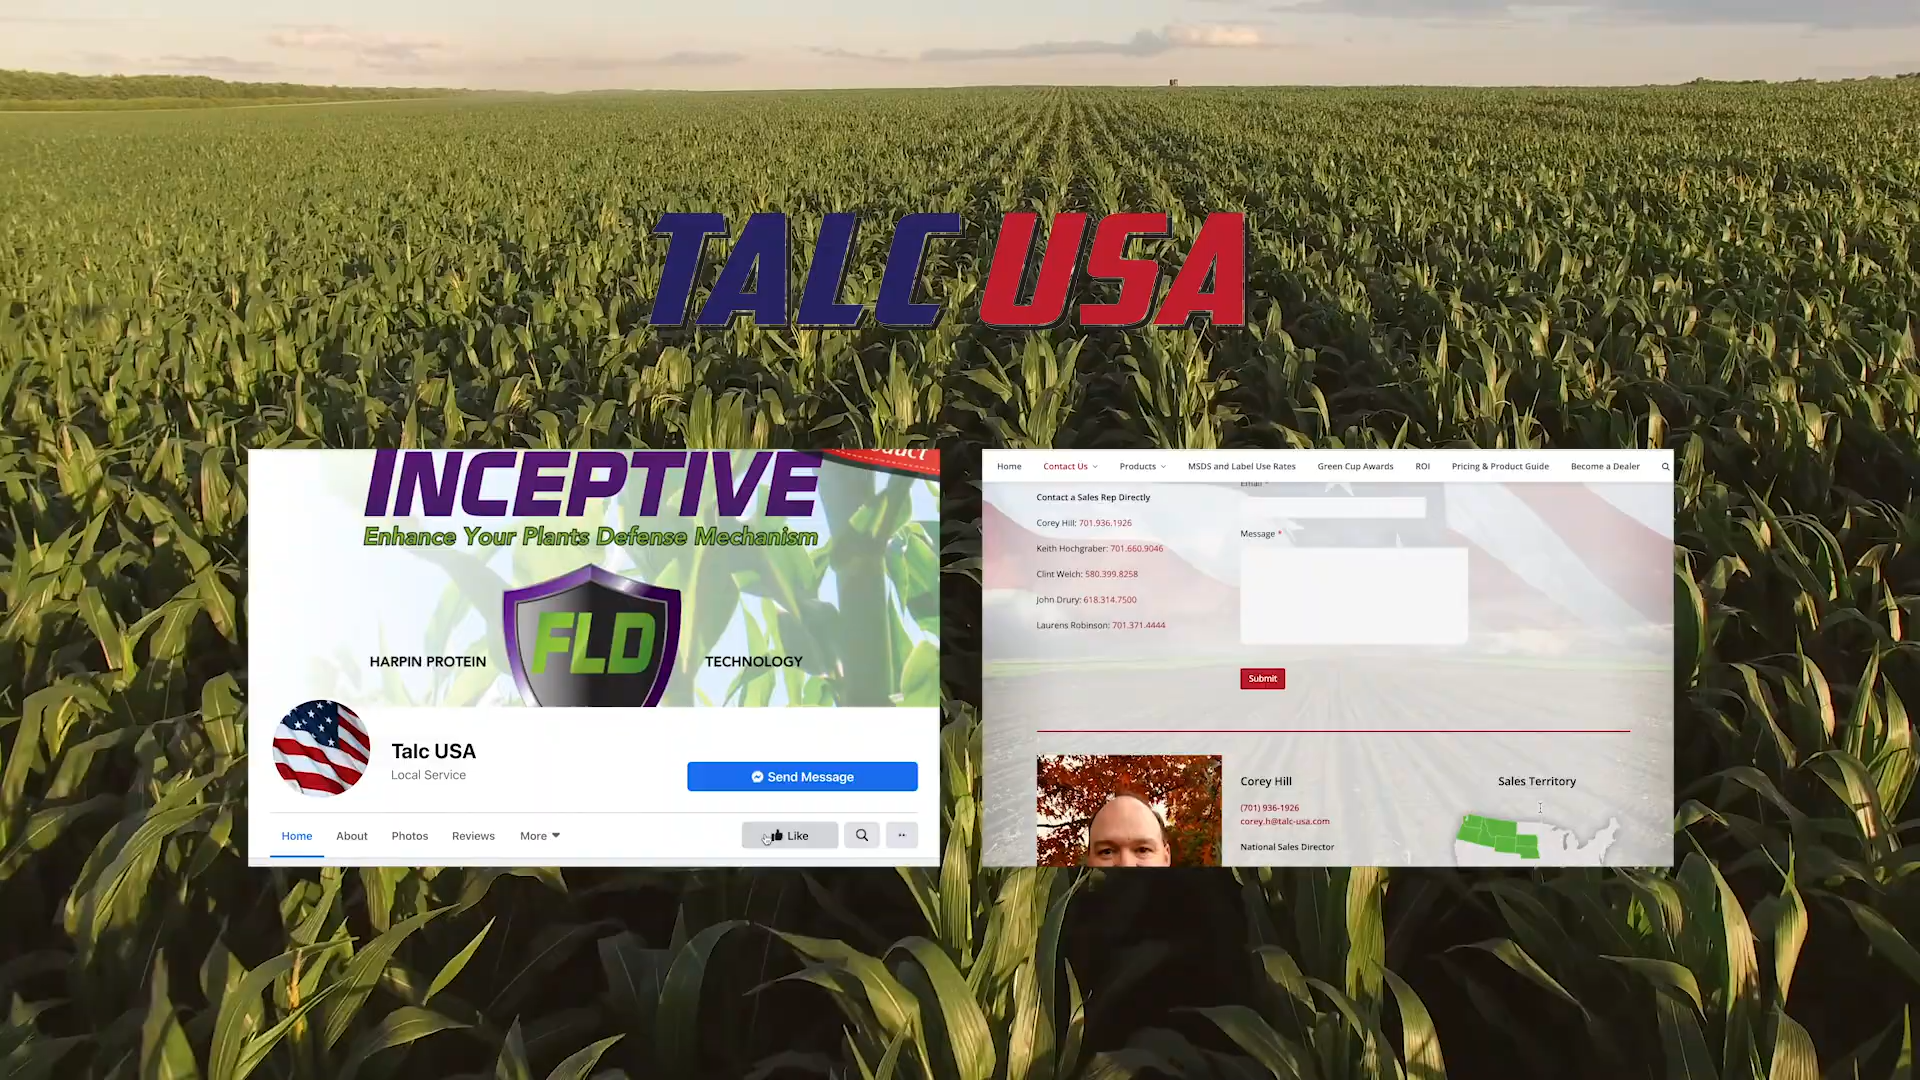 TALC USA
INCEPTIVE
Enhance Your Plants Defense Mechanism
FLD
HARPIN PROTEIN
TECHNOLOGY
Talc USA
Local Service
Send Message
Home About Photos Reviews More
Like
Home Contact Us Products MSDS and Label Use Rates Green Cup Awards ROI Pricing & Product Guide Become a Dealer
Contact a Sales Rep Directly
Corey Hill: 701.936.1926
Keith Hochgraber: 701.660.9046
Clint Welch: 580.399.8258
John Drury: 618.314.7500
Laurens Robinson: 701.371.4444
Email *
Message *
Submit
Corey Hill
(701) 936-1926
corey.h@talc-usa.com
National Sales Director
Sales Territory